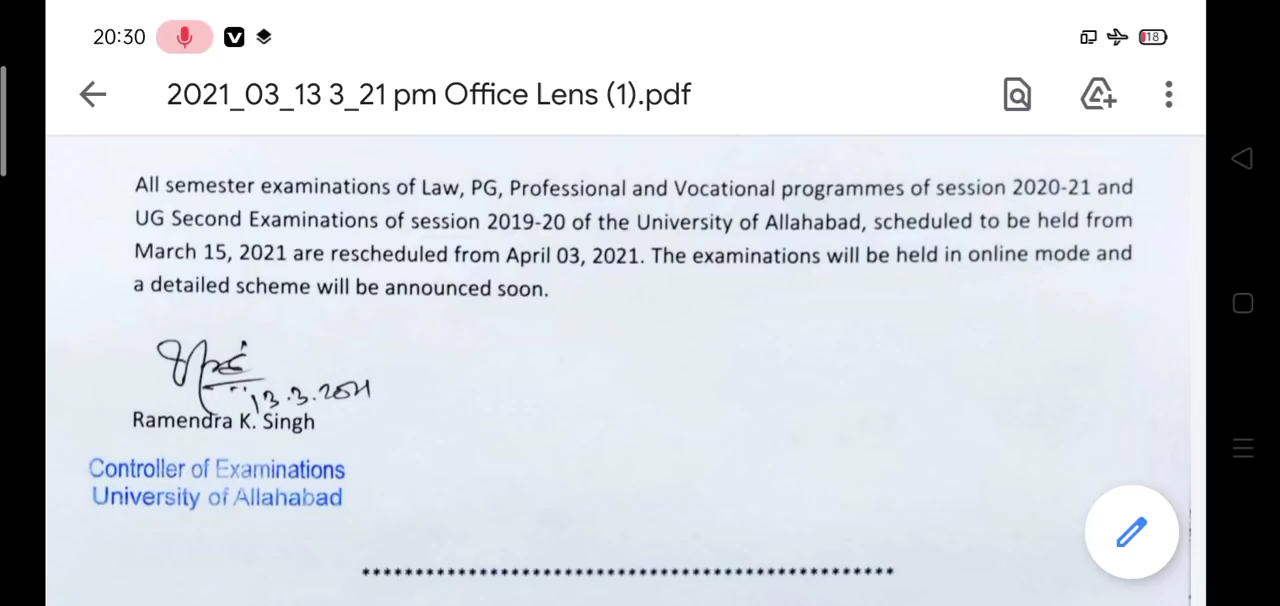 20:30
18
2021_03_13 3_21 pm Office Lens (1).pdf
All semester examinations of Law, PG, Professional and Vocational programmes of session 2020-21 and
UG Second Examinations of session 2019-20 of the University of Allahabad, scheduled to be held from
March 15, 2021 are rescheduled from April 03, 2021. The examinations will be held in online mode and
a detailed scheme will be announced soon.
13.3.2021
Ramendra K. Singh
Controller of Examinations
University of Allahabad
**************************************************